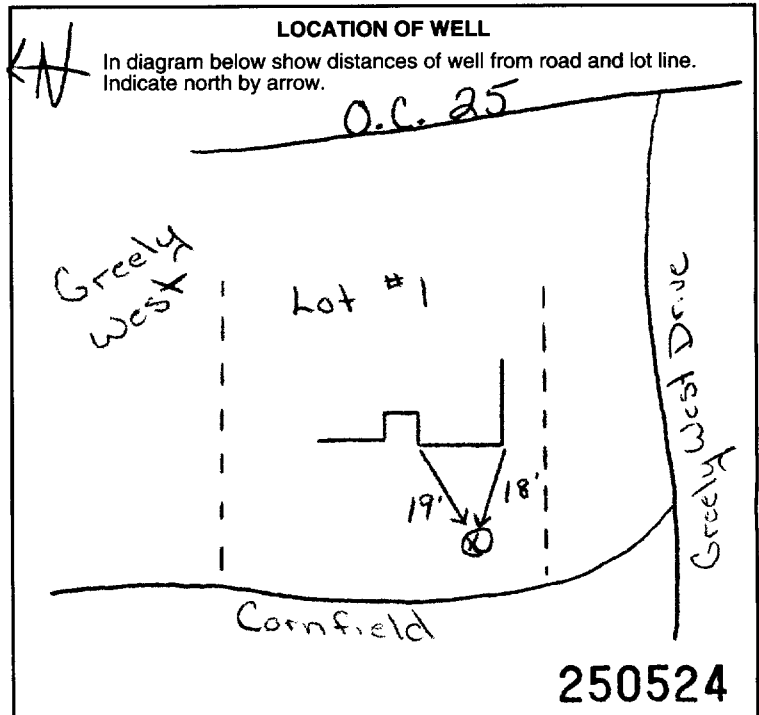 LOCATION OF WELL
N
In diagram below show distances of well from road and lot line.
Indicate north by arrow.
O.C. 25
Greely
West
Lot #1
Greely West Drive
19'
18'
X
Cornfield
250524